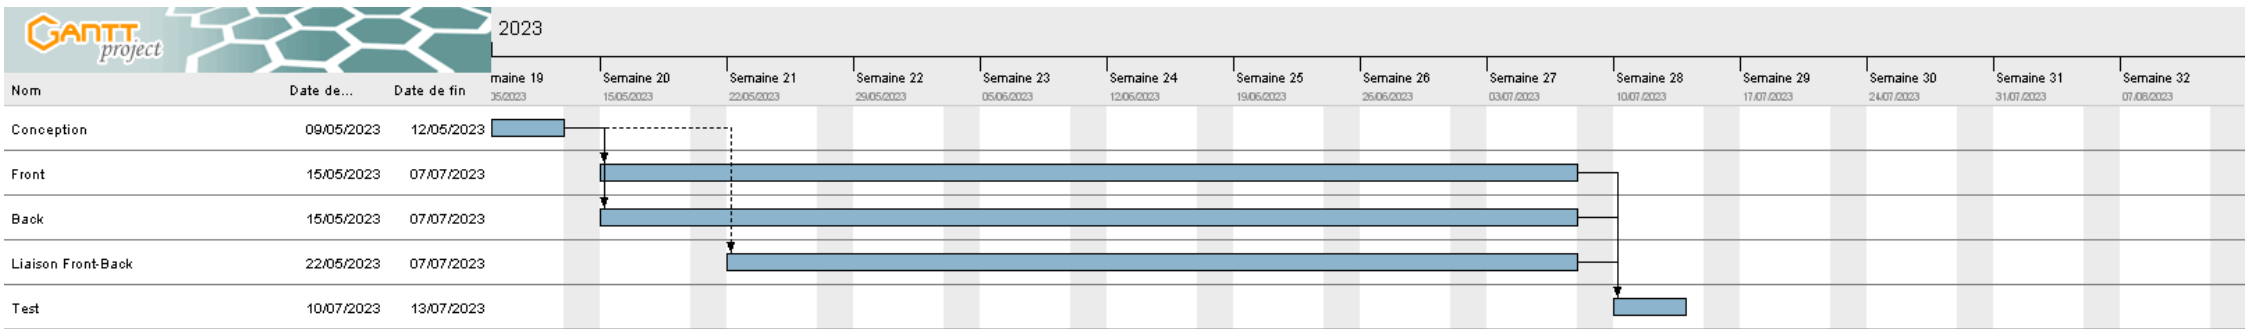 GANTT
project
2023
maine 19 Semaine 20 Semaine 21 Semaine 22 Semaine 23 Semaine 24 Semaine 25 Semaine 26 Semaine 27 Semaine 28 Semaine 29 Semaine 30 Semaine 31 Semaine 32
Nom Date de... Date de fin
05/2023 15/05/2023 22/05/2023 29/05/2023 05/06/2023 12/06/2023 19/06/2023 26/06/2023 03/07/2023 10/07/2023 17/07/2023 24/07/2023 31/07/2023 07/08/2023
Conception 09/05/2023 12/05/2023
Front 15/05/2023 07/07/2023
Back 15/05/2023 07/07/2023
Liaison Front-Back 22/05/2023 07/07/2023
Test 10/07/2023 13/07/2023